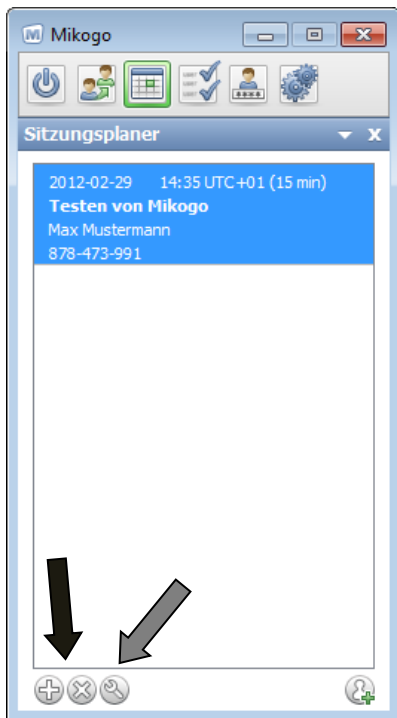 Mikogo
Sitzungsplaner
2012-02-29 14:35 UTC+01 (15 min)
Testen von Mikogo
Max Mustermann
878-473-991